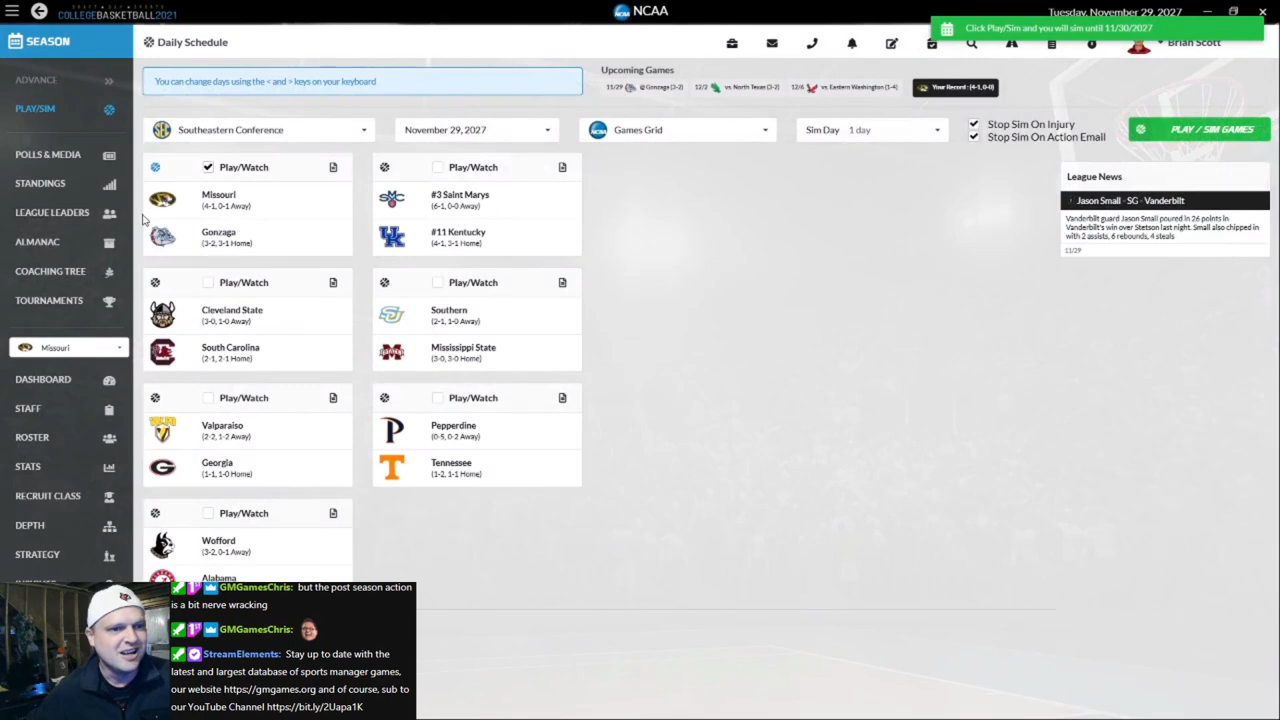 DRAFT DAY SPORTS
COLLEGEBASKETBALL2021
NCAA
Tuesday, November 29, 2027
Click Play/Sim and you will sim until 11/30/2027
SEASON
Daily Schedule
Brian Scott
ADVANCE
You can change days using the < and > keys on your keyboard
Upcoming Games
11/29 @ Gonzaga (3-2)
12/2 vs. North Texas (3-2)
12/6 vs. Eastern Washington (1-4)
Your Record : (4-1, 0-0)
PLAY/SIM
Southeastern Conference
November 29, 2027
Games Grid
Sim Day 1 day
Stop Sim On Injury
Stop Sim On Action Email
PLAY / SIM GAMES
POLLS & MEDIA
STANDINGS
LEAGUE LEADERS
ALMANAC
COACHING TREE
TOURNAMENTS
Missouri
DASHBOARD
STAFF
ROSTER
STATS
RECRUIT CLASS
DEPTH
STRATEGY
Play/Watch
Missouri
(4-1, 0-1 Away)
Gonzaga
(3-2, 3-1 Home)
Play/Watch
#3 Saint Marys
(6-1, 0-0 Away)
#11 Kentucky
(4-1, 3-1 Home)
Play/Watch
Cleveland State
(3-0, 1-0 Away)
South Carolina
(2-1, 2-1 Home)
Play/Watch
Southern
(2-1, 1-0 Away)
Mississippi State
(3-0, 3-0 Home)
Play/Watch
Valparaiso
(2-2, 1-2 Away)
Georgia
(1-1, 1-0 Home)
Play/Watch
Pepperdine
(0-5, 0-2 Away)
Tennessee
(1-2, 1-1 Home)
Play/Watch
Wofford
(3-2, 0-1 Away)
Alabama
League News
Jason Small - SG - Vanderbilt
Vanderbilt guard Jason Small poured in 26 points in
Vanderbilt's win over Stetson last night. Small also chipped in
with 2 assists, 6 rebounds, 4 steals
11/29
GMGamesChris: but the post season action
is a bit nerve wracking
GMGamesChris:
StreamElements: Stay up to date with the
latest and largest database of sports manager games,
our website https://gmgames.org and of course, sub to
our YouTube Channel https://bit.ly/2Uapa1K